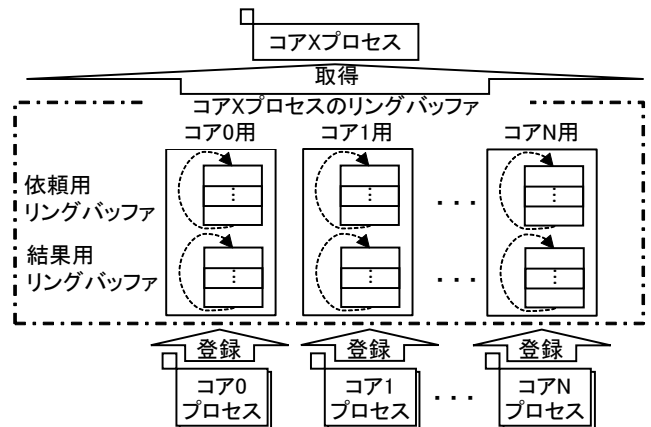 コアXプロセス
取得
コアXプロセスのリングバッファ
コア0用
コア1用
コアN用
依頼用
リングバッファ
⋮
⋮
...
⋮
結果用
リングバッファ
⋮
⋮
...
⋮
登録
登録
登録
コア0
プロセス
コア1
プロセス
...
コアN
プロセス